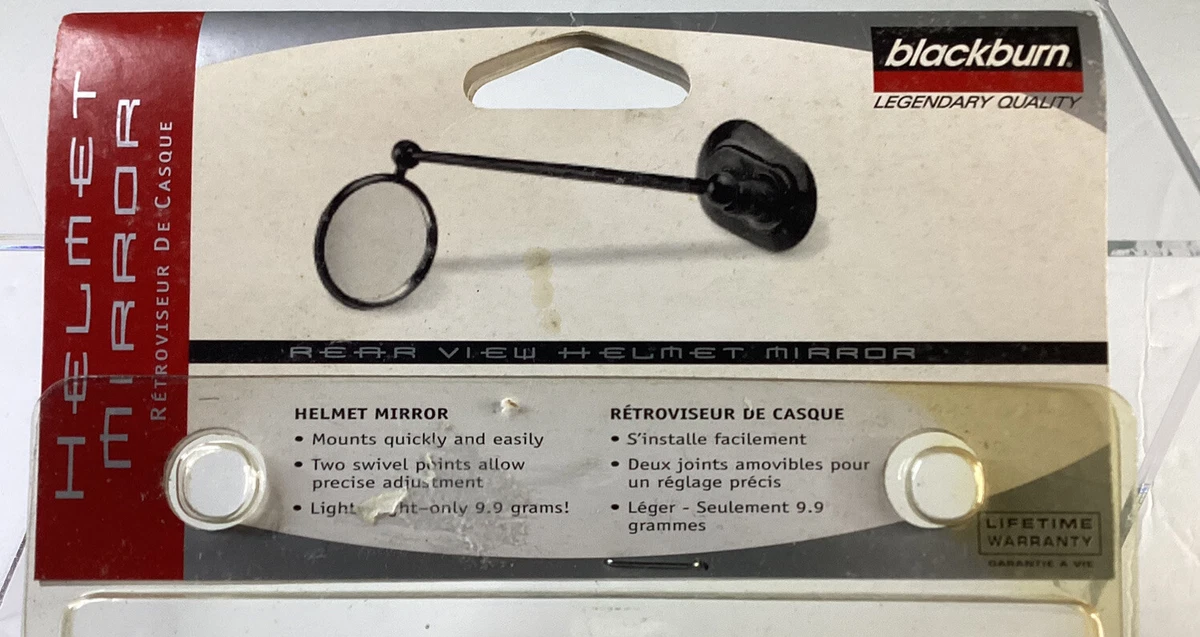 HELMET
MIRROR
RÉTROVISEUR DE CASQUE
blackburn®
LEGENDARY QUALITY
REAR VIEW HELMET MIRROR
HELMET MIRROR
• Mounts quickly and easily
• Two swivel points allow
precise adjustment
• Light ht-only 9.9 grams!
RÉTROVISEUR DE CASQUE
• S'installe facilement
• Deux joints amovibles pour
un réglage précis
• Léger - Seulement 9.9
grammes
LIFETIME
WARRANTY
GARANTIE A VIE